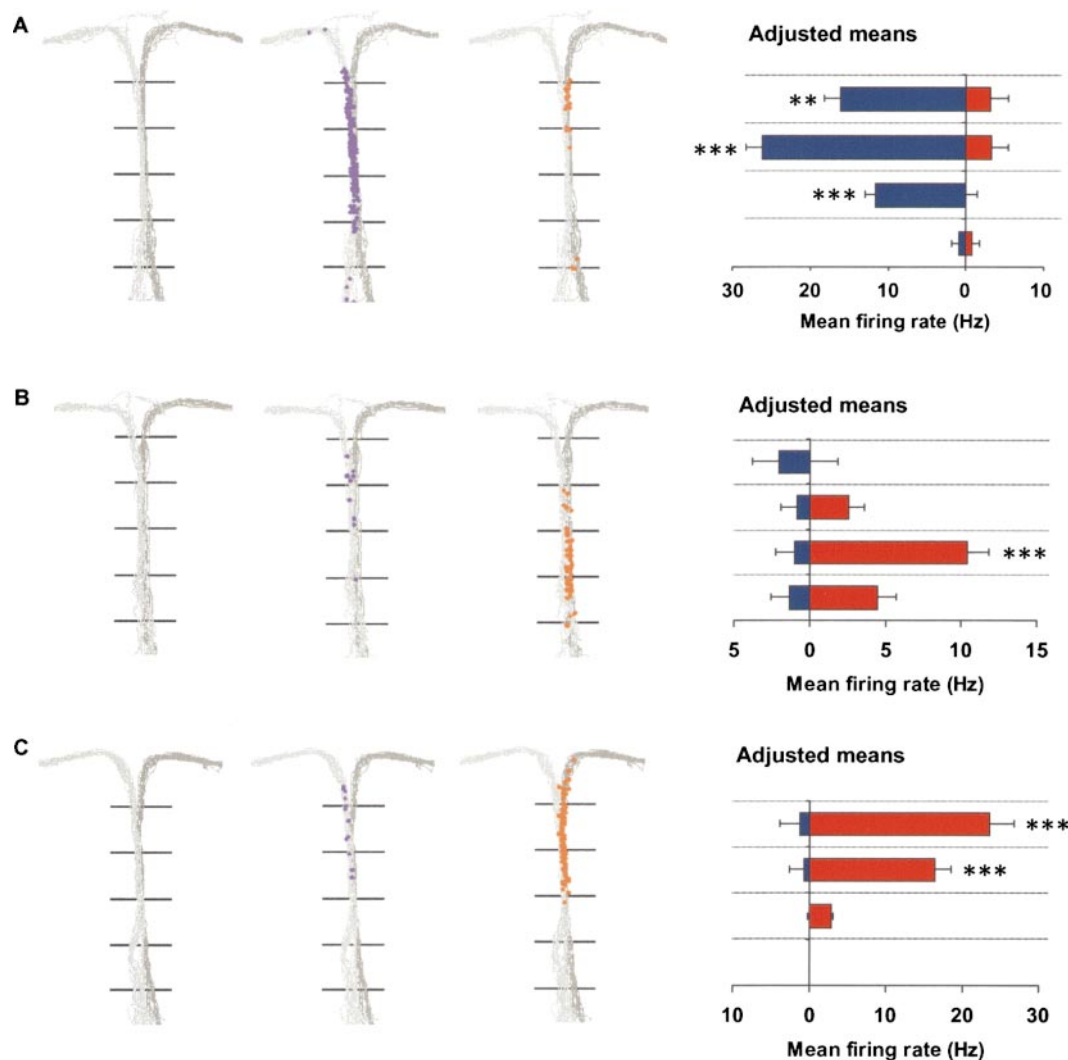 A
Adjusted means
**
***
***
30 20 10 0 10
Mean firing rate (Hz)
B
Adjusted means
***
5 0 5 10 15
Mean firing rate (Hz)
C
Adjusted means
***
***
10 0 10 20 30
Mean firing rate (Hz)